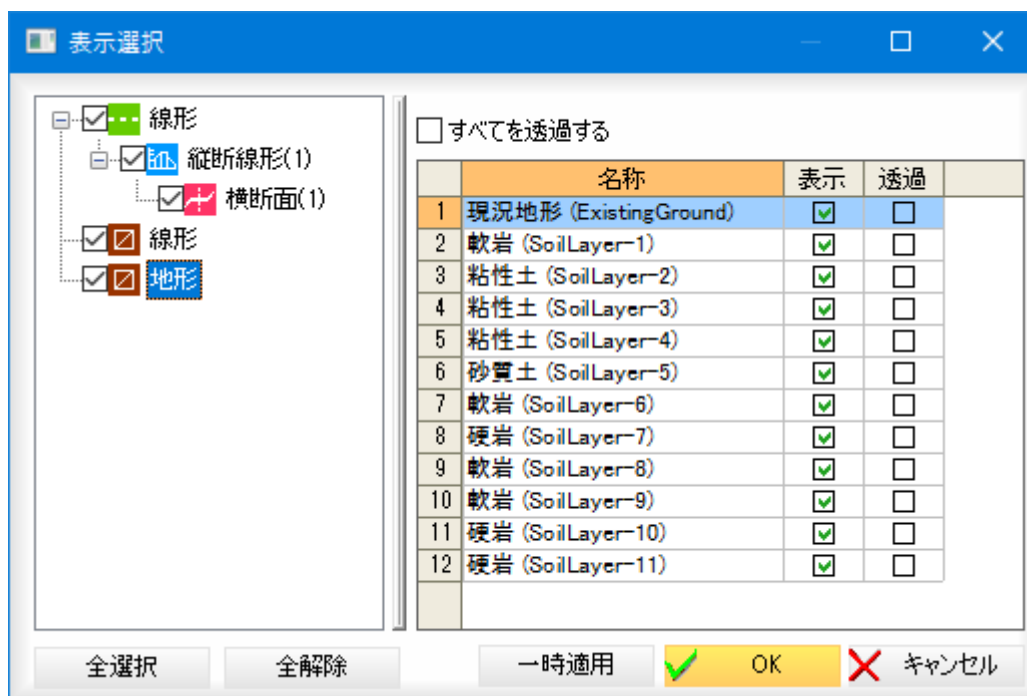 表示選択
線形
縦断線形(1)
横断面(1)
線形
地形
すべてを透過する
名称 表示 透過
1 現況地形 (ExistingGround)
2 軟岩 (SoilLayer-1)
3 粘性土 (SoilLayer-2)
4 粘性土 (SoilLayer-3)
5 粘性土 (SoilLayer-4)
6 砂質土 (SoilLayer-5)
7 軟岩 (SoilLayer-6)
8 硬岩 (SoilLayer-7)
9 軟岩 (SoilLayer-8)
10 軟岩 (SoilLayer-9)
11 硬岩 (SoilLayer-10)
12 硬岩 (SoilLayer-11)
全選択 全解除 一時適用 OK キャンセル